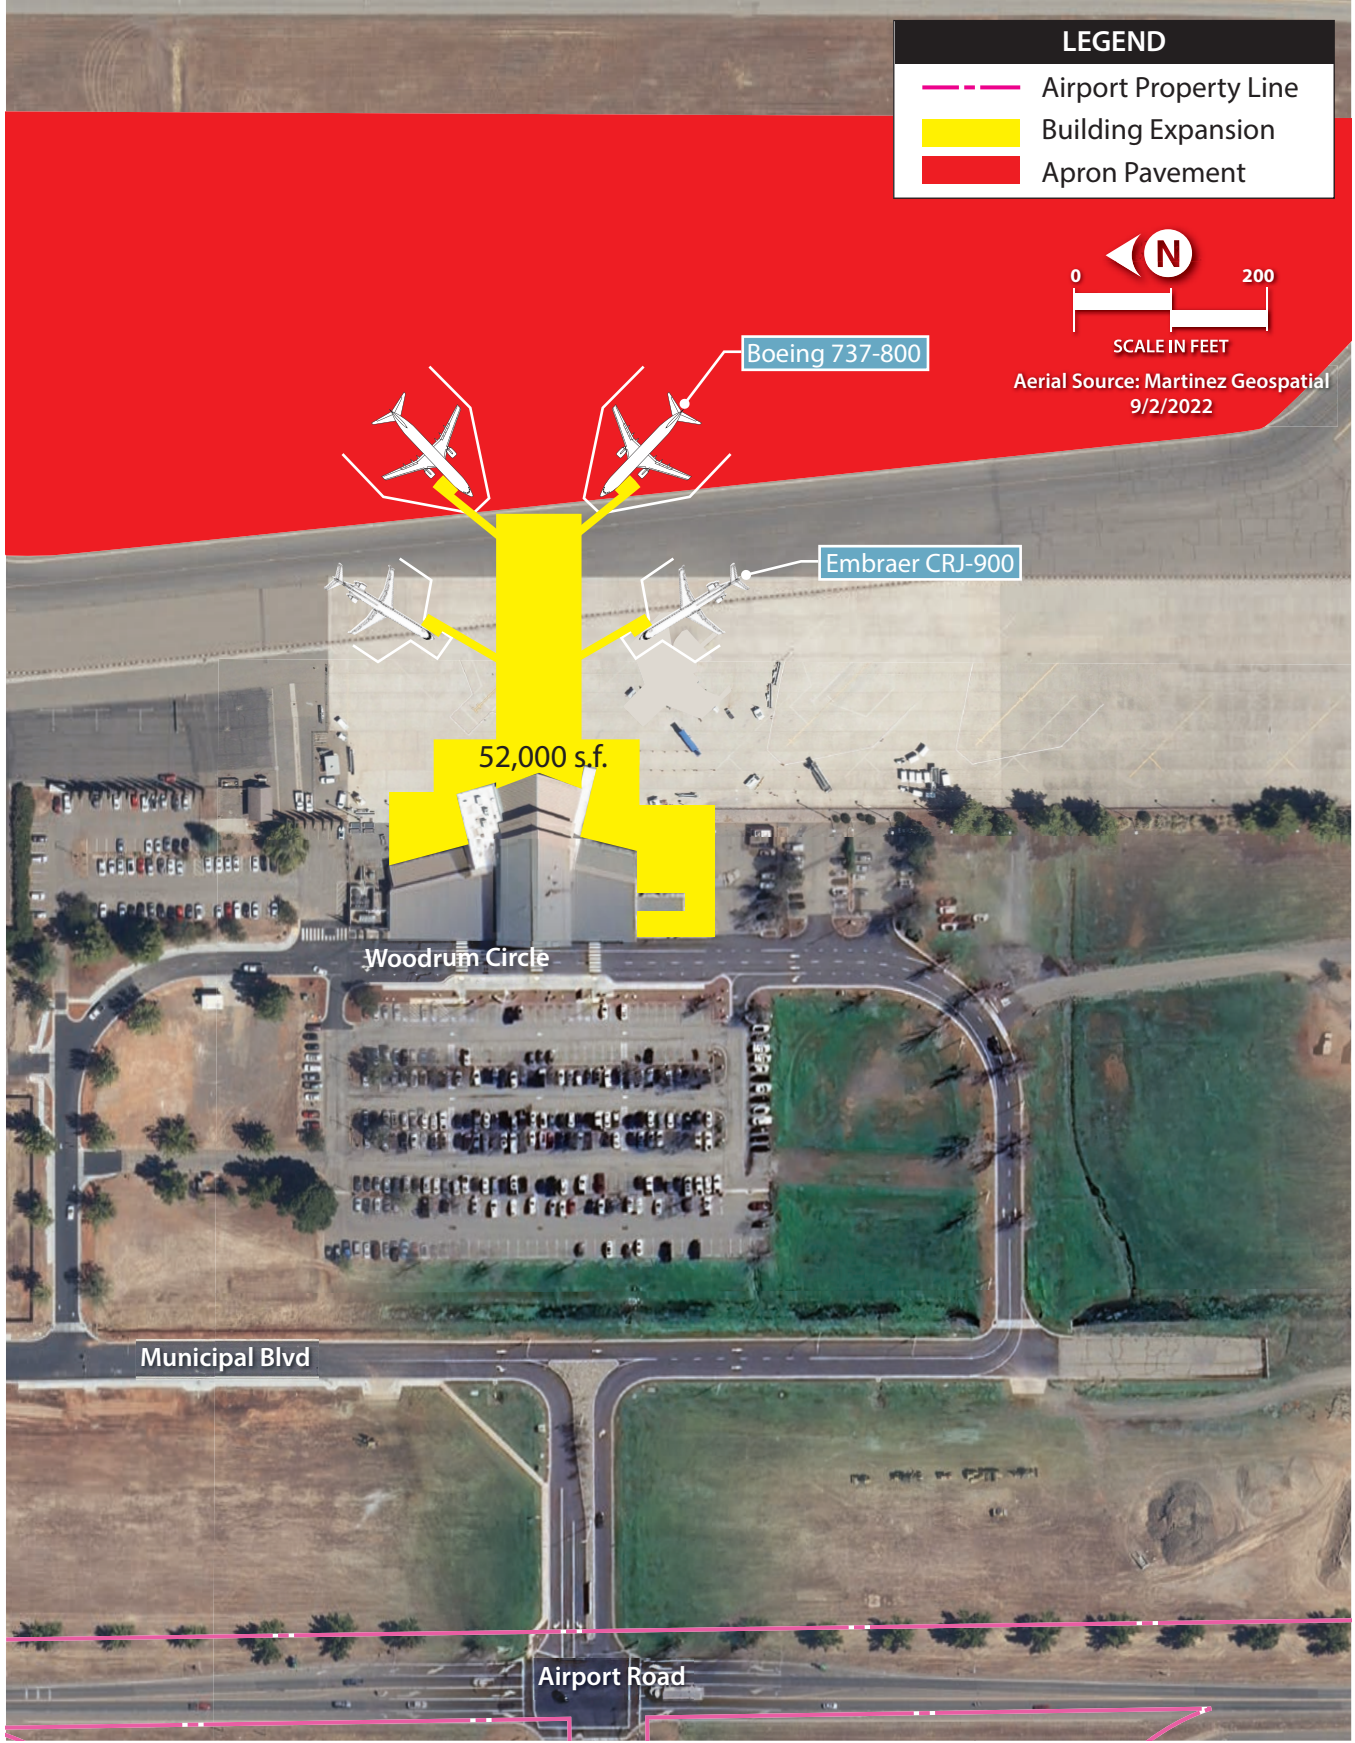 LEGEND
Airport Property Line
Building Expansion
Apron Pavement
N
0 200
SCALE IN FEET
Aerial Source: Martinez Geospatial
9/2/2022
Boeing 737-800
Embraer CRJ-900
52,000 s.f.
Woodrum Circle
Municipal Blvd
Airport Road